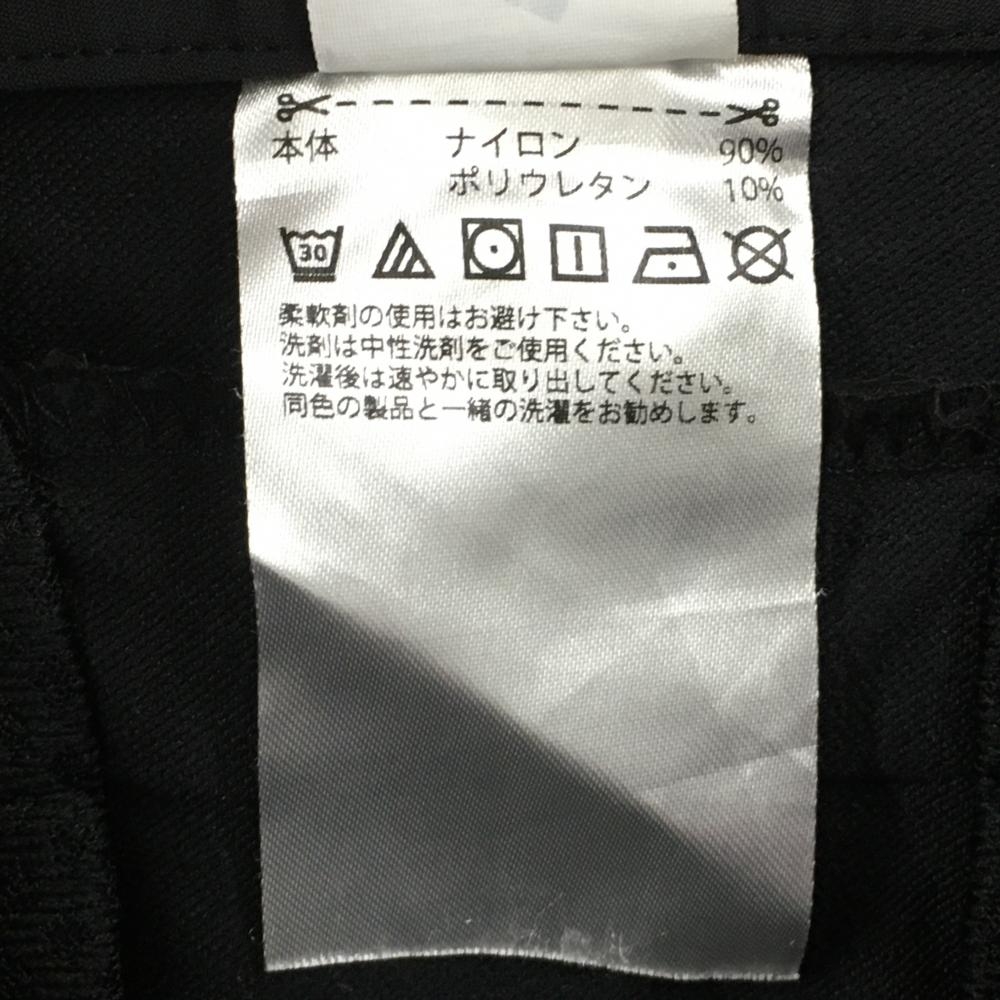 本体 ナイロン 90%
ポリウレタン 10%
30
柔軟剤の使用はお避け下さい。
洗剤は中性洗剤をご使用ください。
洗濯後は速やかに取り出してください。
同色の製品と一緒の洗濯をお勧めします。